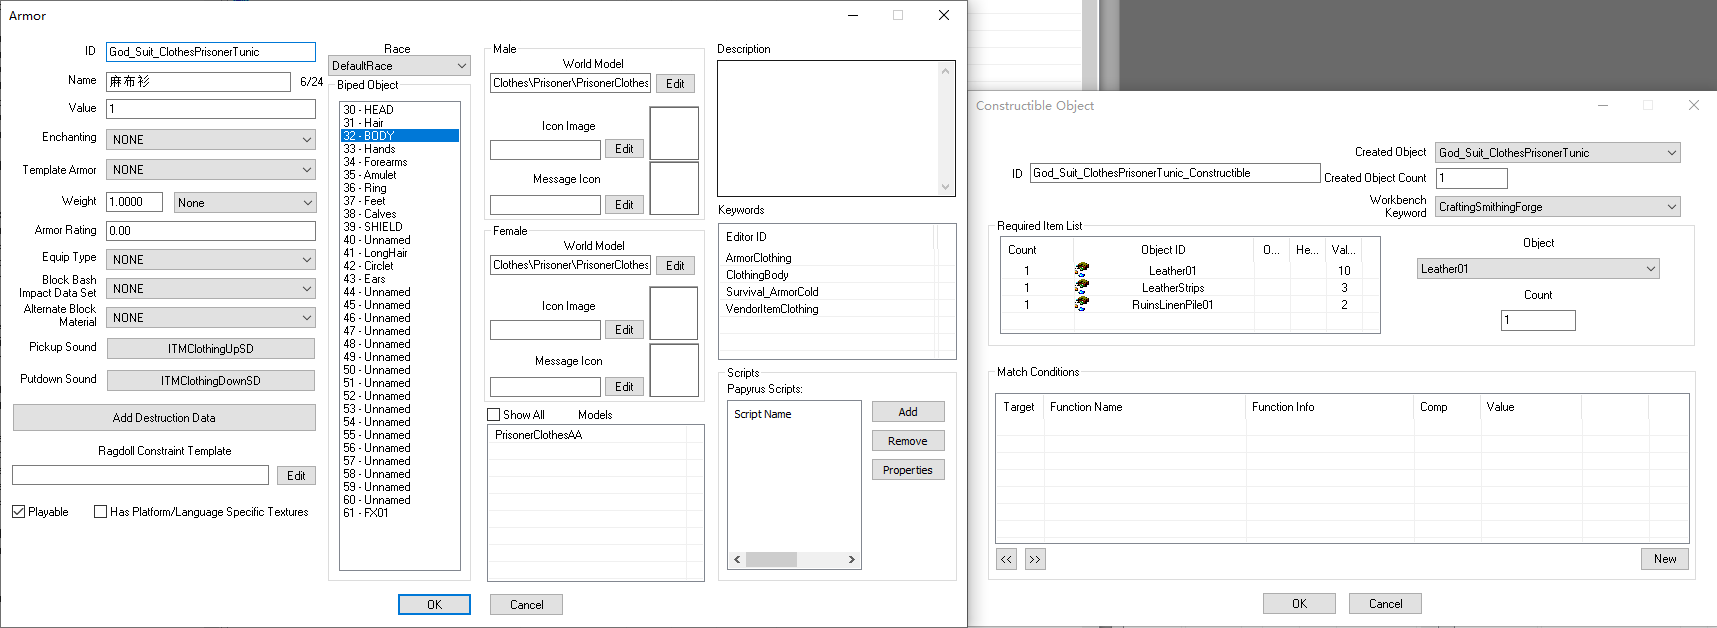 Armor
ID
God_Suit_ClothesPrisonerTunic
Name
麻布衫
6/24
Value
1
Enchanting
NONE
Template Armor
NONE
Weight
1.0000
None
Armor Rating
0.00
Equip Type
NONE
Block Bash
Impact Data Set
NONE
Alternate Block
Material
NONE
Pickup Sound
ITMClothingUpSD
Putdown Sound
ITMClothingDownSD
Add Destruction Data
Ragdoll Constraint Template
Edit
Playable
Has Platform/Language Specific Textures
Race
DefaultRace
Biped Object
30 - HEAD
31 - Hair
32 - BODY
33 - Hands
34 - Forearms
35 - Amulet
36 - Ring
37 - Feet
38 - Calves
39 - SHIELD
40 - Unnamed
41 - LongHair
42 - Circlet
43 - Ears
44 - Unnamed
45 - Unnamed
46 - Unnamed
47 - Unnamed
48 - Unnamed
49 - Unnamed
50 - Unnamed
51 - Unnamed
52 - Unnamed
53 - Unnamed
54 - Unnamed
55 - Unnamed
56 - Unnamed
57 - Unnamed
58 - Unnamed
59 - Unnamed
60 - Unnamed
61 - FX01
Male
World Model
Clothes\Prisoner\PrisonerClothes
Edit
Icon Image
Edit
Message Icon
Edit
Female
World Model
Clothes\Prisoner\PrisonerClothes
Edit
Icon Image
Edit
Message Icon
Edit
Show All
Models
PrisonerClothesAA
Description
Keywords
Editor ID
ArmorClothing
ClothingBody
Survival_ArmorCold
VendorItemClothing
Scripts
Papyrus Scripts:
Script Name
Add
Remove
Properties
OK
Cancel
Constructible Object
ID
God_Suit_ClothesPrisonerTunic_Constructible
Created Object
God_Suit_ClothesPrisonerTunic
Created Object Count
1
Workbench
Keyword
CraftingSmithingForge
Required Item List
Count Object ID O... He... Val...
1 Leather01 10
1 LeatherStrips 3
1 RuinsLinenPile01 2
Object
Leather01
Count
1
Match Conditions
Target Function Name Function Info Comp Value
<<
>>
New
OK
Cancel